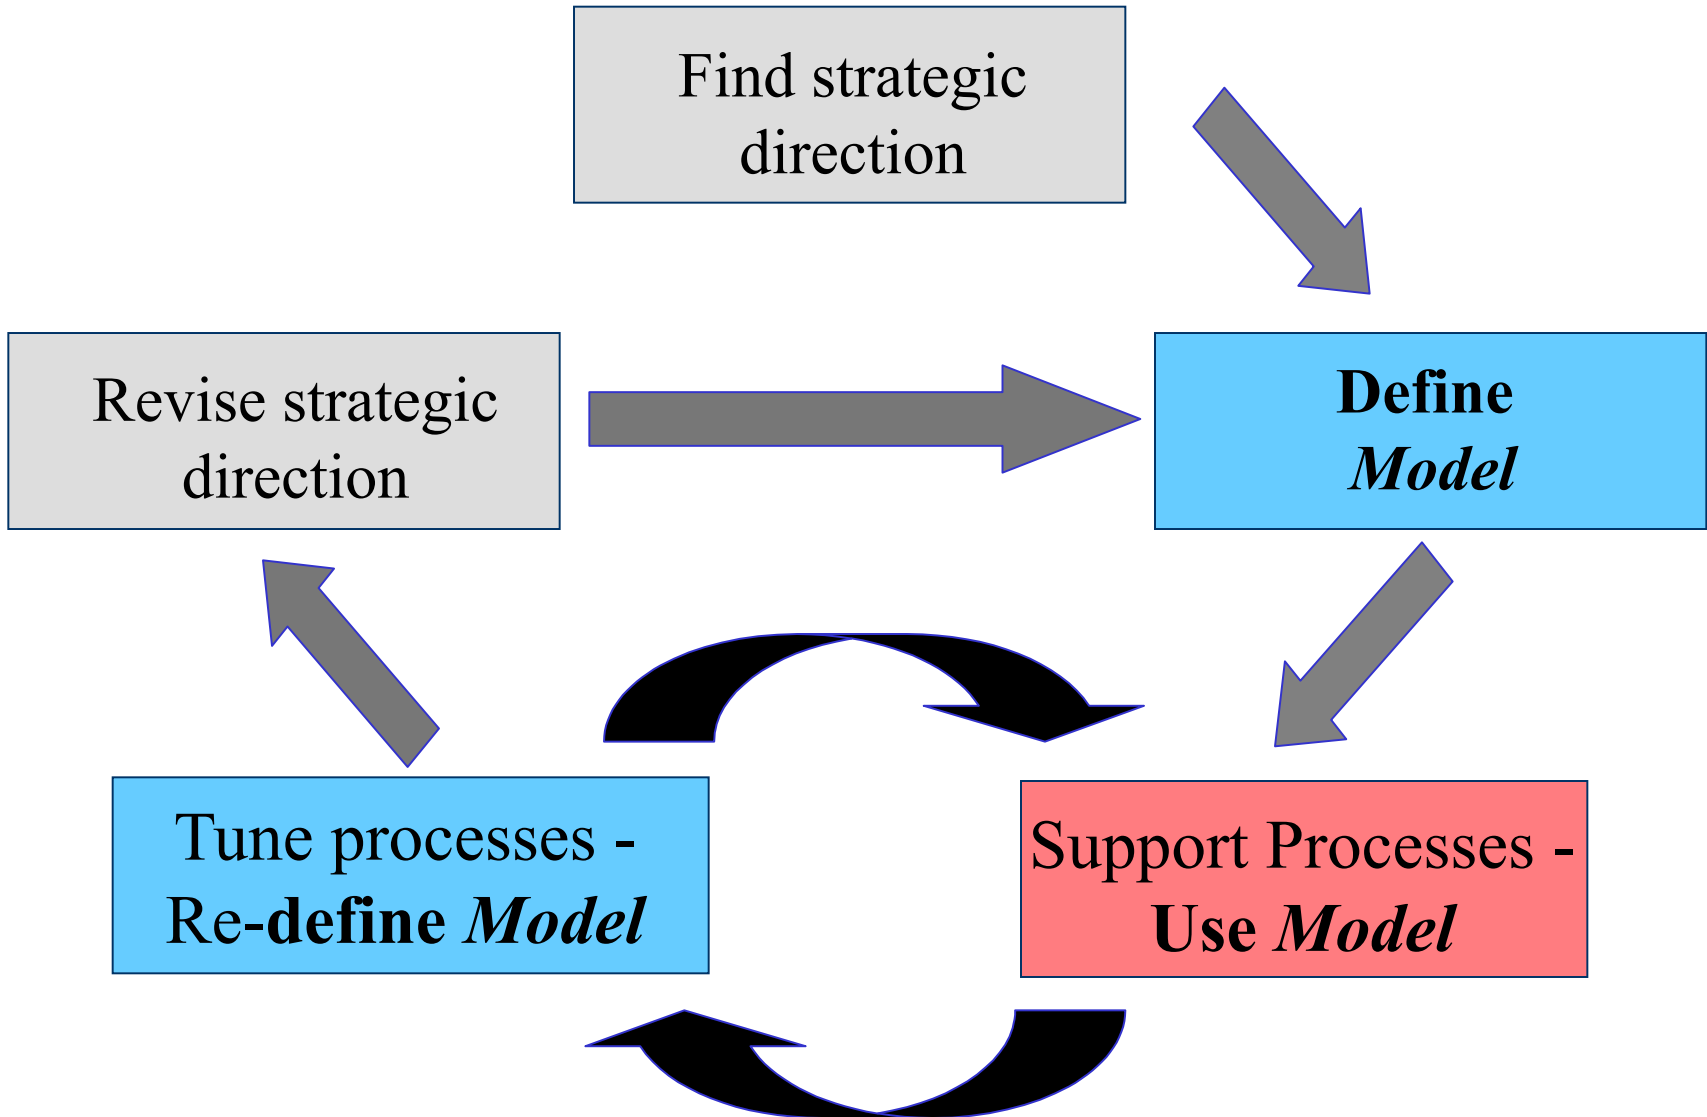 Find strategic
direction
Revise strategic
direction
Define
Model
Tune processes -
Re-define Model
Support Processes -
Use Model